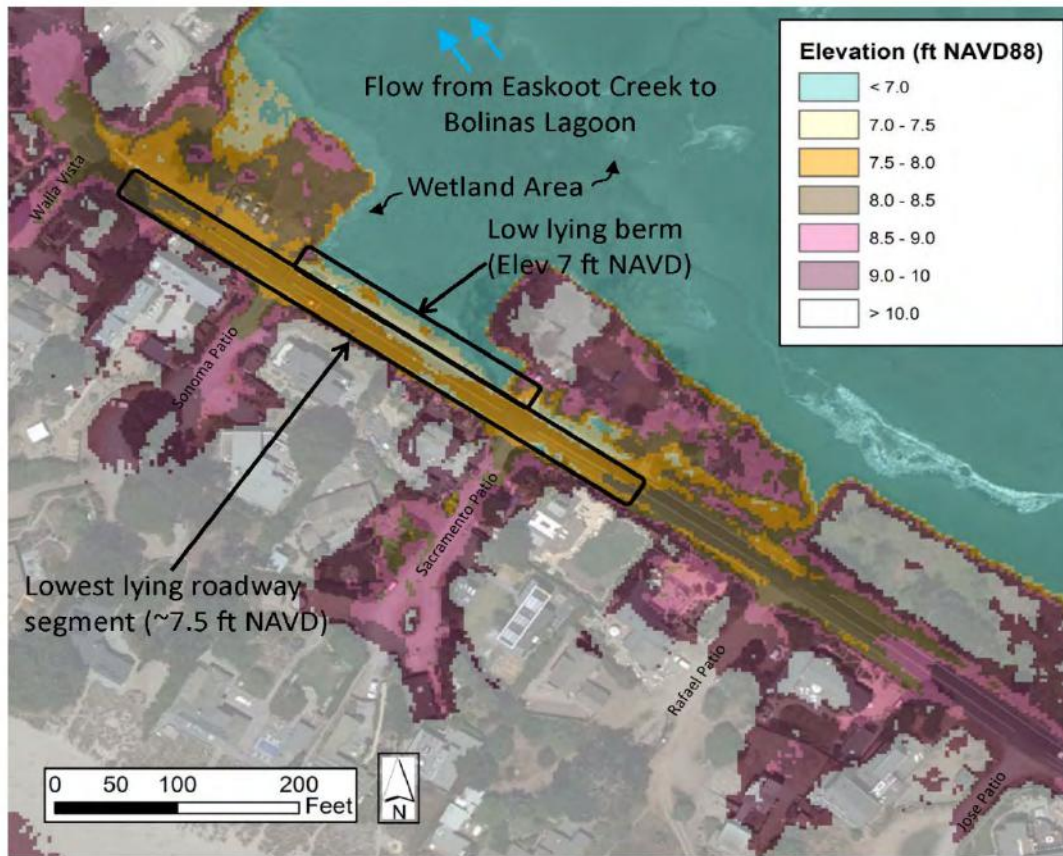 Flow from Easkoot Creek to
Bolinas Lagoon
Wetland Area
Low lying berm
(Elev 7 ft NAVD)
Elevation (ft NAVD88)
< 7.0
7.0 - 7.5
7.5 - 8.0
8.0 - 8.5
8.5 - 9.0
9.0 - 10
> 10.0
Walla Vista
Sonoma Patio
Sacramento Patio
Rafael Patio
Jose Patio
Lowest lying roadway
segment (~7.5 ft NAVD)
0 50 100 200
Feet
N